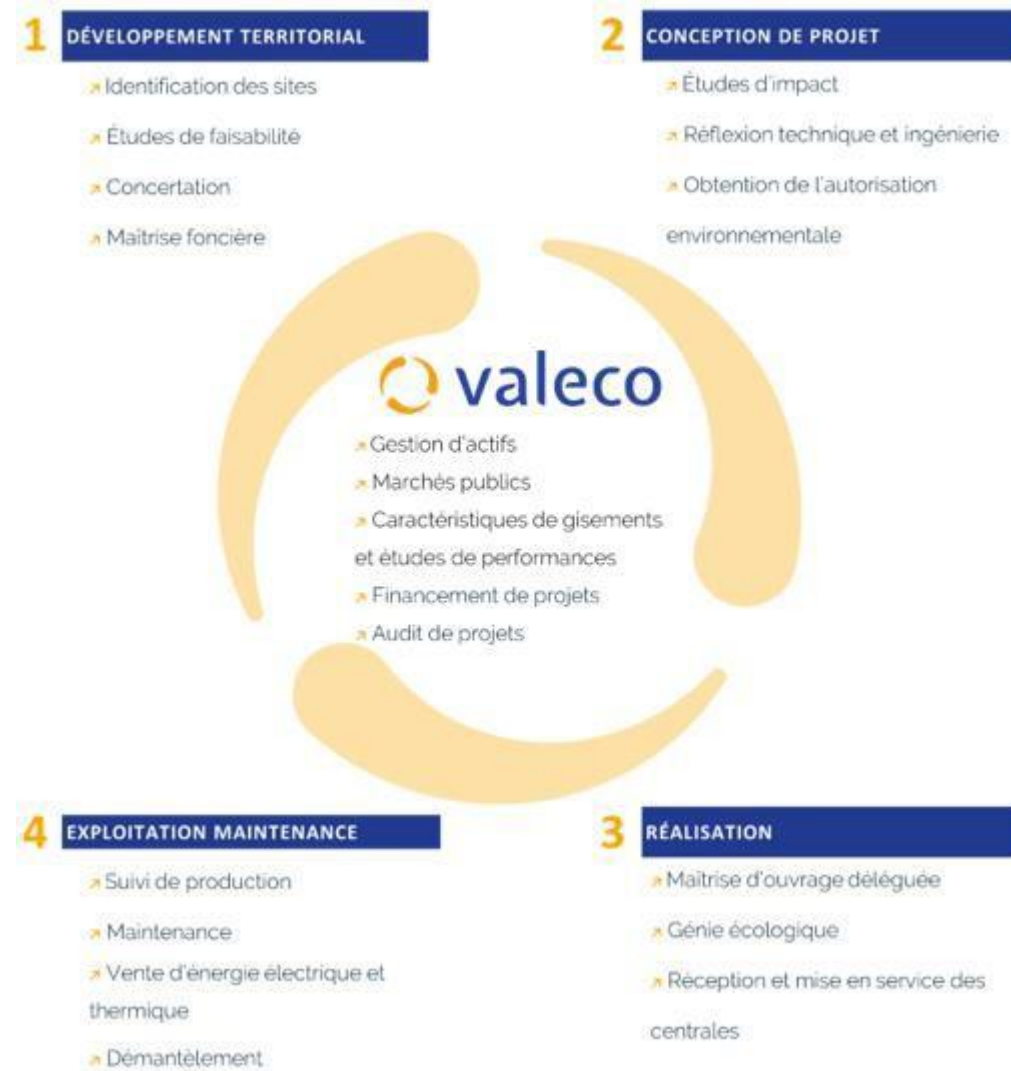 1 DÉVELOPPEMENT TERRITORIAL
Identification des sites
Études de faisabilité
Concertation
Maîtrise foncière
2 CONCEPTION DE PROJET
Études d'impact
Réflexion technique et ingénierie
Obtention de l'autorisation
environnementale
valeco
Gestion d'actifs
Marchés publics
Caractéristiques de gisements
et études de performances
Financement de projets
Audit de projets
4 EXPLOITATION MAINTENANCE
Suivi de production
Maintenance
Vente d'énergie électrique et
thermique
Démantèlement
3 RÉALISATION
Maîtrise d'ouvrage déléguée
Génie écologique
Réception et mise en service des
centrales